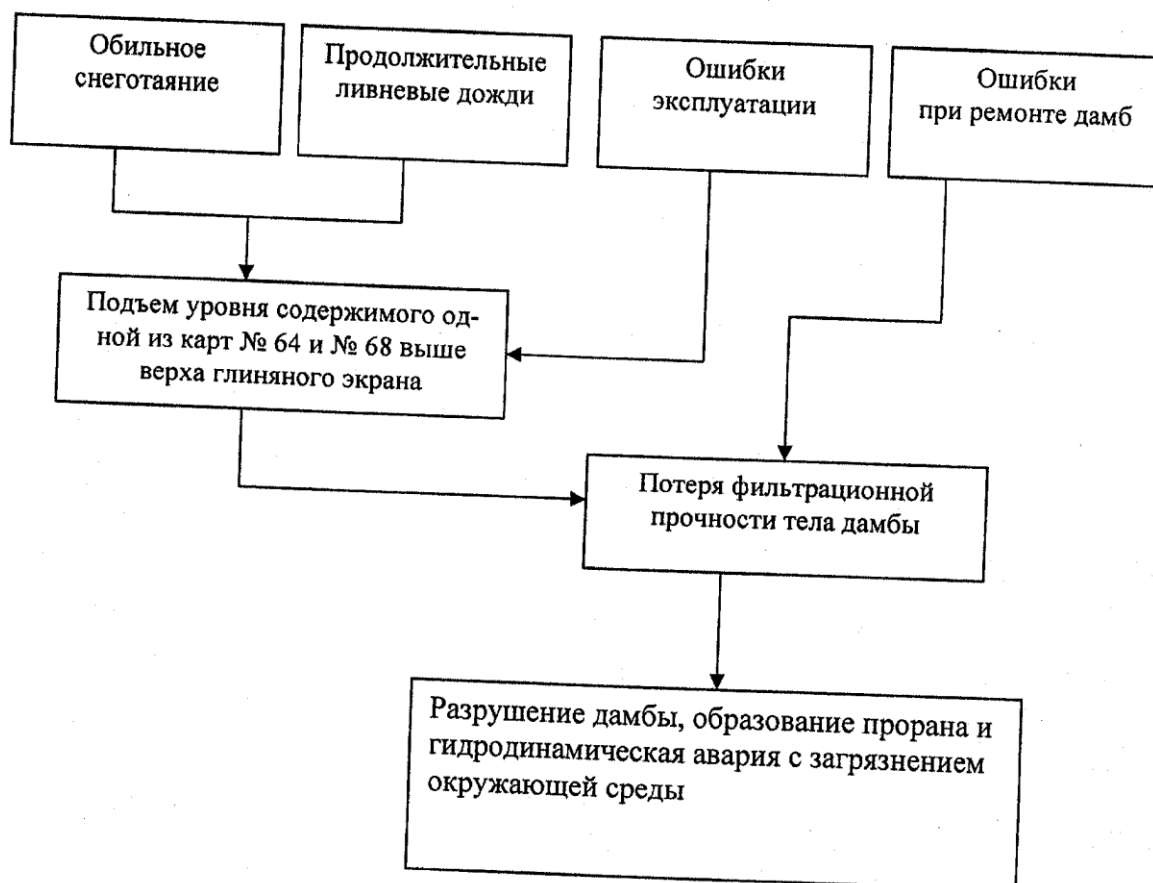 Обильное
снеготаяние
Продолжительные
ливневые дожди
Ошибки
эксплуатации
Ошибки
при ремонте дамб
Подъем уровня содержимого од-
ной из карт № 64 и № 68 выше
верха глиняного экрана
Потеря фильтрационной
прочности тела дамбы
Разрушение дамбы, образование прорана и
гидродинамическая авария с загрязнением
окружающей среды